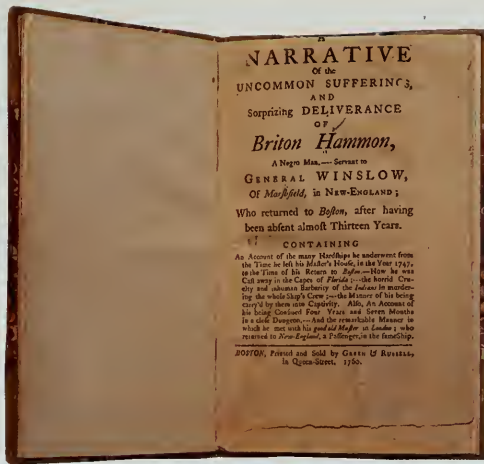 A
NARRATIVE
Of the
UNCOMMON SUFFERINGS,
AND
Surprizing DELIVERANCE
OF
Briton Hammon,
A Negro Man,---Servant to
GENERAL WINSLOW,
Of Marshfield, in NEW-ENGLAND;
Who returned to Boston, after having
been absent almost Thirteen Years.
CONTAINING
An Account of the many Hardships he underwent from
the Time he left his Master's House, in the Year 1747,
to the Time of his Return to Boston.---How he was
Cast away in the Capes of Florida;---the horrid Cru-
elty and inhuman Barbarity of the Indians in murder-
ing the whole Ship's Crew;---the Manner of his being
carry'd by them into Captivity. Also, An Account of
his being Confined Four Years and Seven Months
in a close Dungeon,---And the remarkable Manner in
which he met with his good old Master in London; who
returned to New-England, a Passenger, in the same Ship.
BOSTON, Printed and Sold by GREEN & RUSSELL,
in Queen-Street. 1760.